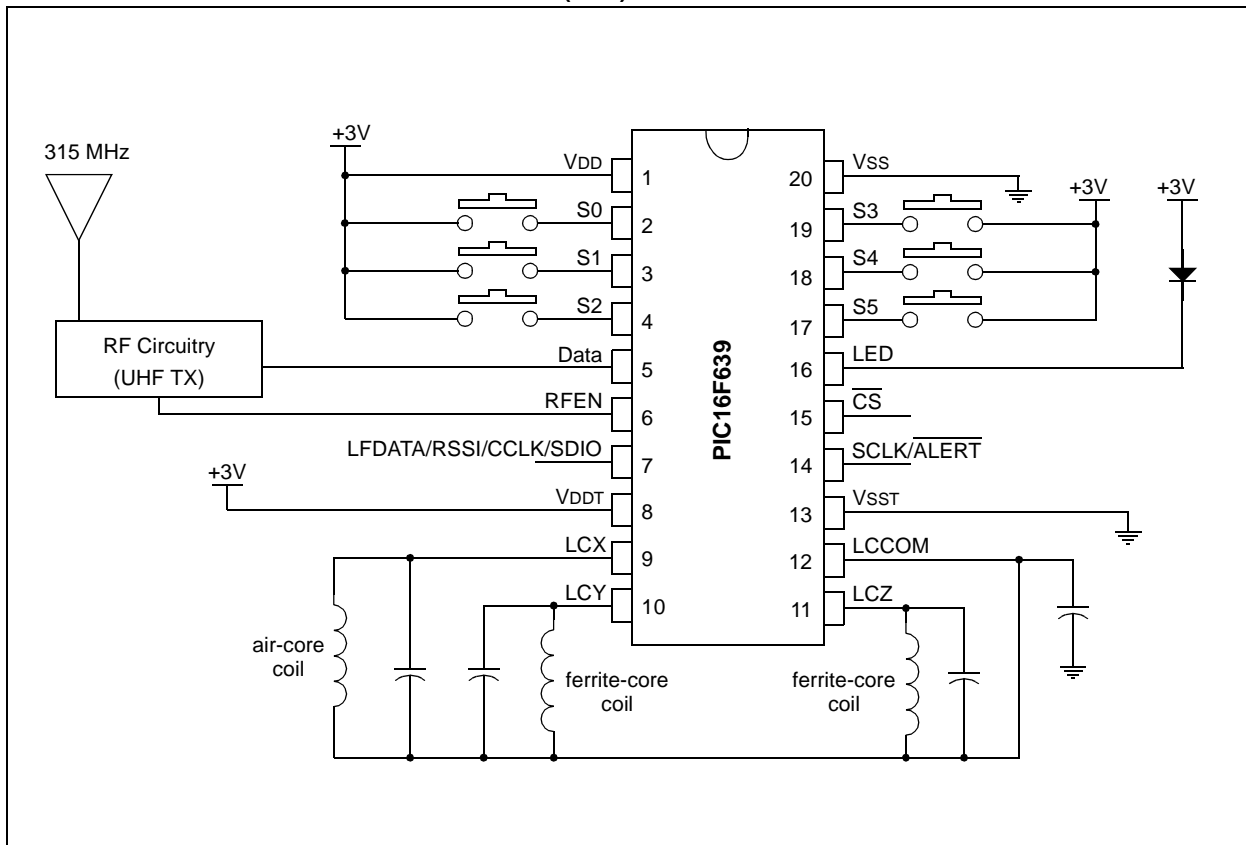 +3V
315 MHz
VDD
1
S0
2
S1
3
S2
4
Data
5
RFEN
6
LFDATA/RSSI/CCLK/SDIO
7
+3V
VDDT
8
LCX
9
LCY
10
RF Circuitry
(UHF TX)
PIC16F639
20
VSS
19
S3
18
S4
17
S5
16
LED
15
CS
14
SCLK/ALERT
13
VSST
12
LCCOM
11
LCZ
+3V
+3V
air-core
coil
ferrite-core
coil
ferrite-core
coil